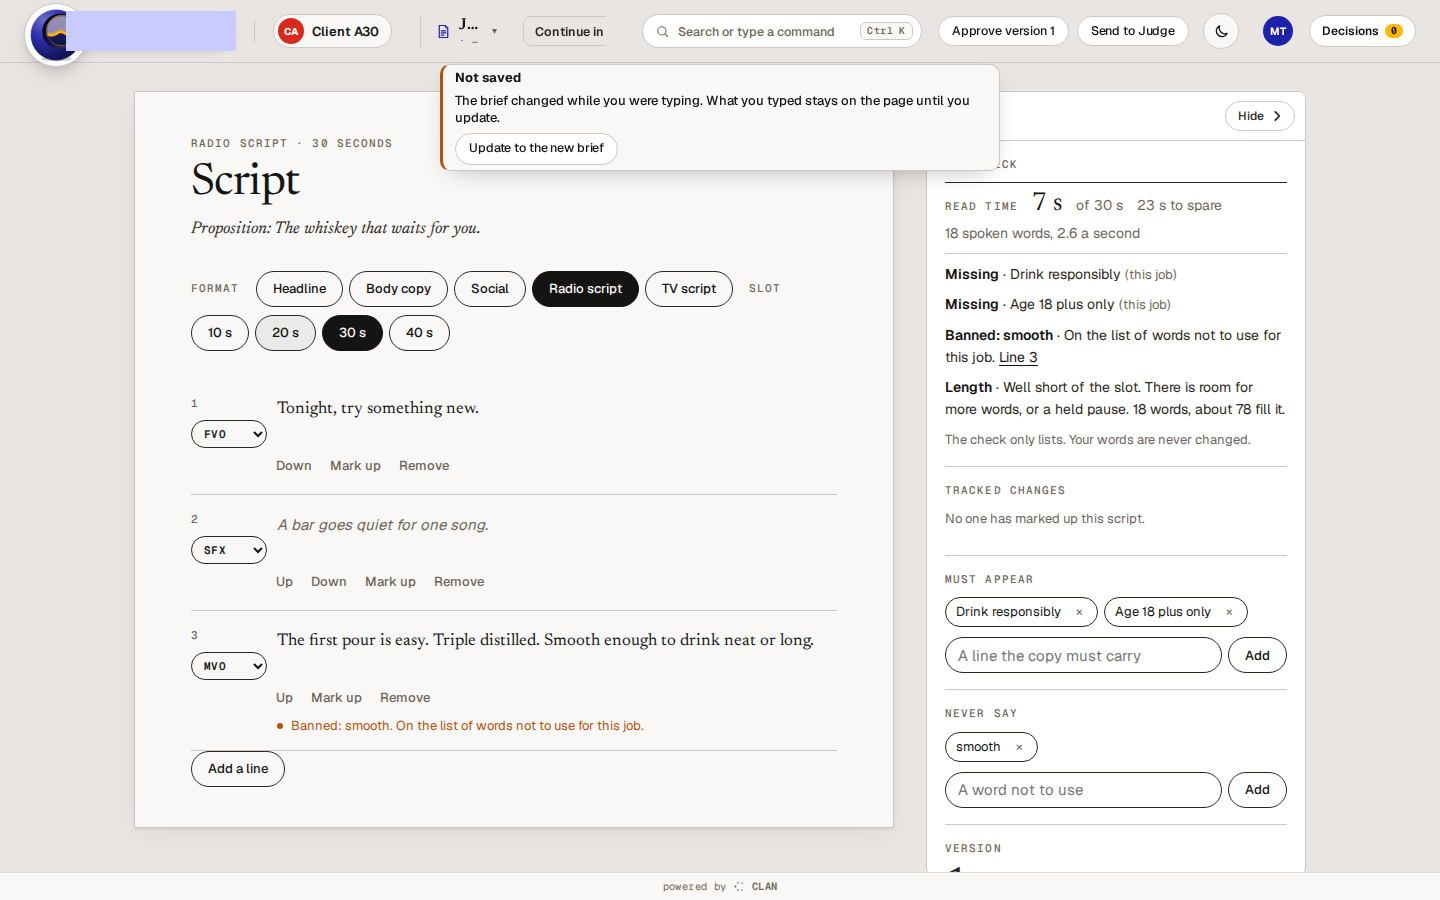 CA Client A30
J...
Continue in
Search or type a command Ctrl K
Approve version 1
Send to Judge
MT
Decisions 0
Not saved
The brief changed while you were typing. What you typed stays on the page until you
update.
Update to the new brief
RADIO SCRIPT · 30 SECONDS
Script
Proposition: The whiskey that waits for you.
FORMAT Headline Body copy Social Radio script TV script SLOT
10 s 20 s 30 s 40 s
1
Tonight, try something new.
FVO
Down Mark up Remove
2
A bar goes quiet for one song.
SFX
Up Down Mark up Remove
3
The first pour is easy. Triple distilled. Smooth enough to drink neat or long.
MVO
Up Mark up Remove
Banned: smooth. On the list of words not to use for this job.
Add a line
Hide
READ TIME 7 s of 30 s 23 s to spare
18 spoken words, 2.6 a second
Missing · Drink responsibly (this job)
Missing · Age 18 plus only (this job)
Banned: smooth · On the list of words not to use for
this job. Line 3
Length · Well short of the slot. There is room for
more words, or a held pause. 18 words, about 78 fill it.
The check only lists. Your words are never changed.
TRACKED CHANGES
No one has marked up this script.
MUST APPEAR
Drink responsibly × Age 18 plus only ×
A line the copy must carry Add
NEVER SAY
smooth ×
A word not to use Add
VERSION
powered by CLAN